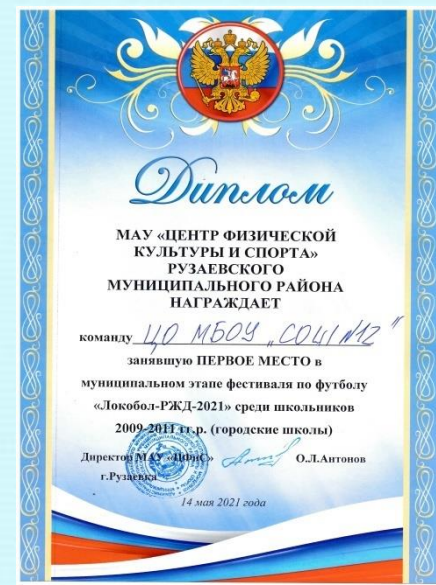 Диплом
МАУ «ЦЕНТР ФИЗИЧЕСКОЙ
КУЛЬТУРЫ И СПОРТА»
РУЗАЕВСКОГО
МУНИЦИПАЛЬНОГО РАЙОНА
НАГРАЖДАЕТ
команду ЦО МБОУ „СОШ №12"
занявшую ПЕРВОЕ МЕСТО в
муниципальном этапе фестиваля по футболу
«Локобол-РЖД-2021» среди школьников
2009-2011 гг.р. (городские школы)
Директор МАУ «ЦФиС» О.Л.Антонов
г.Рузаевка
14 мая 2021 года